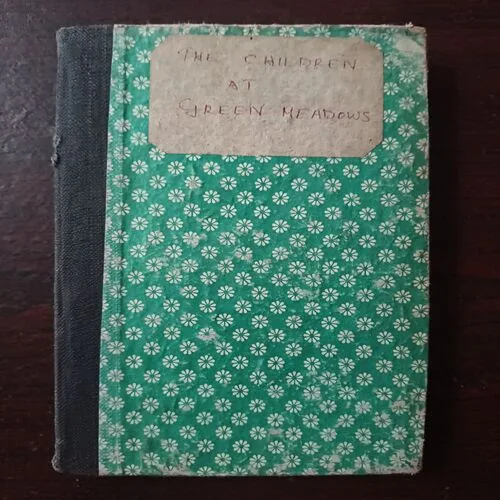 THE CHILDREN
AT
GREEN MEADOWS